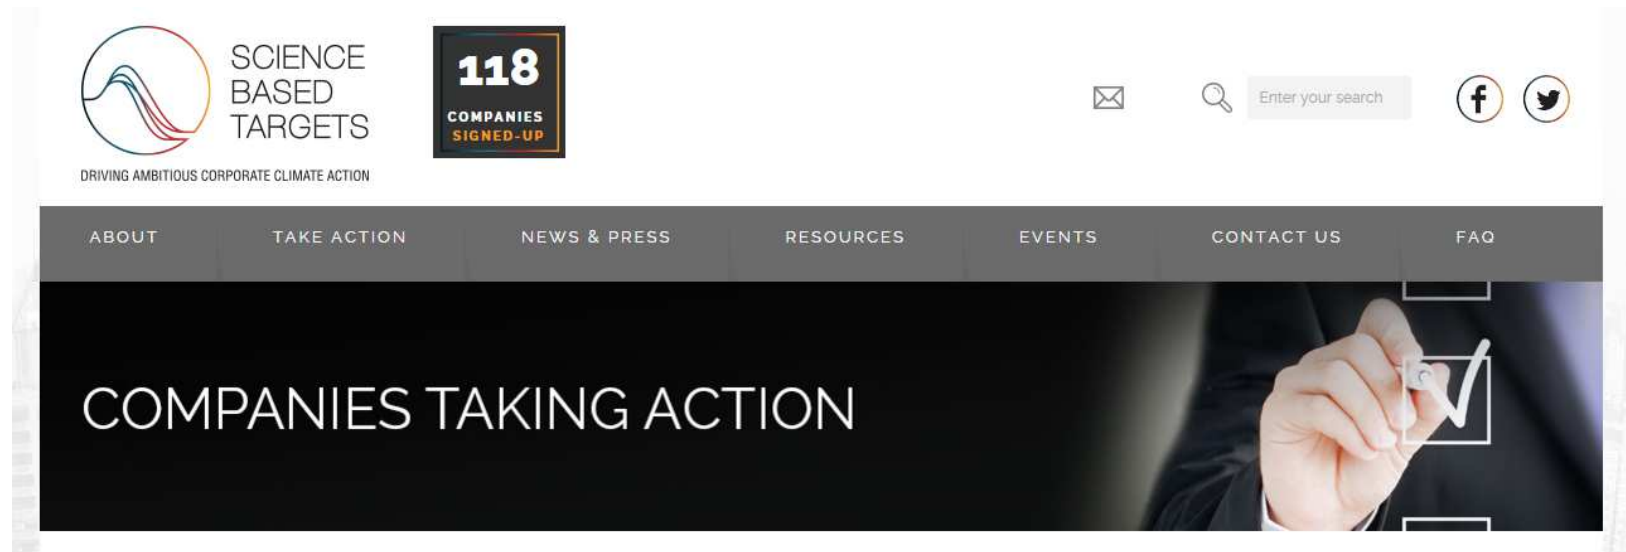 SCIENCE
BASED
TARGETS
DRIVING AMBITIOUS CORPORATE CLIMATE ACTION
118
COMPANIES
SIGNED-UP
Enter your search
ABOUT TAKE ACTION NEWS & PRESS RESOURCES EVENTS CONTACT US FAQ
COMPANIES TAKING ACTION